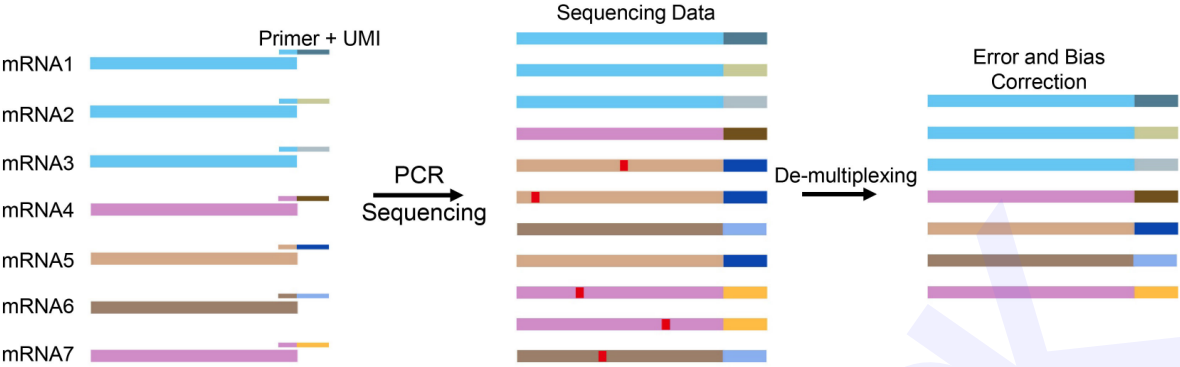 Sequencing Data
Primer + UMI
mRNA1
mRNA2
mRNA3
mRNA4
mRNA5
mRNA6
mRNA7
PCR
Sequencing
De-multiplexing
Error and Bias
Correction